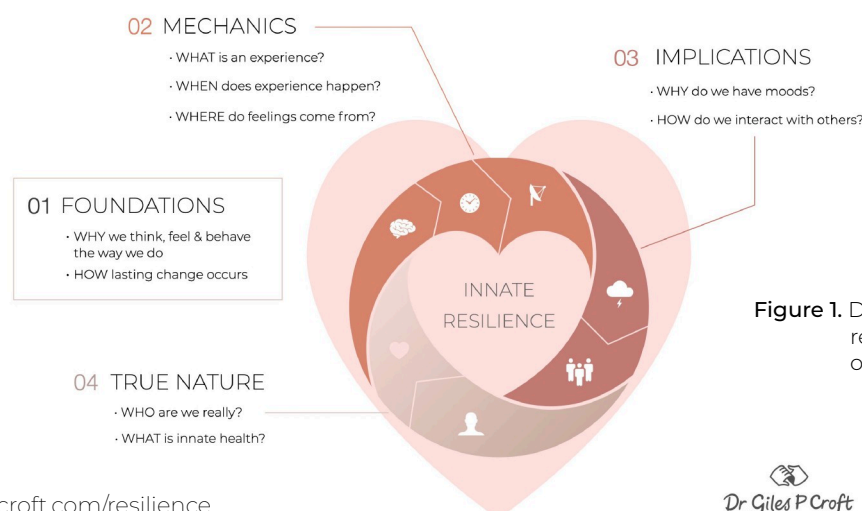 02 MECHANICS
· WHAT is an experience?
· WHEN does experience happen?
· WHERE do feelings come from?
03 IMPLICATIONS
· WHY do we have moods?
· HOW do we interact with others?
01 FOUNDATIONS
· WHY we think, feel & behave
the way we do
· HOW lasting change occurs
INNATE
RESILIENCE
Figure 1.
04 TRUE NATURE
· WHO are we really?
· WHAT is innate health?
croft.com/resilience
Dr Giles P Croft